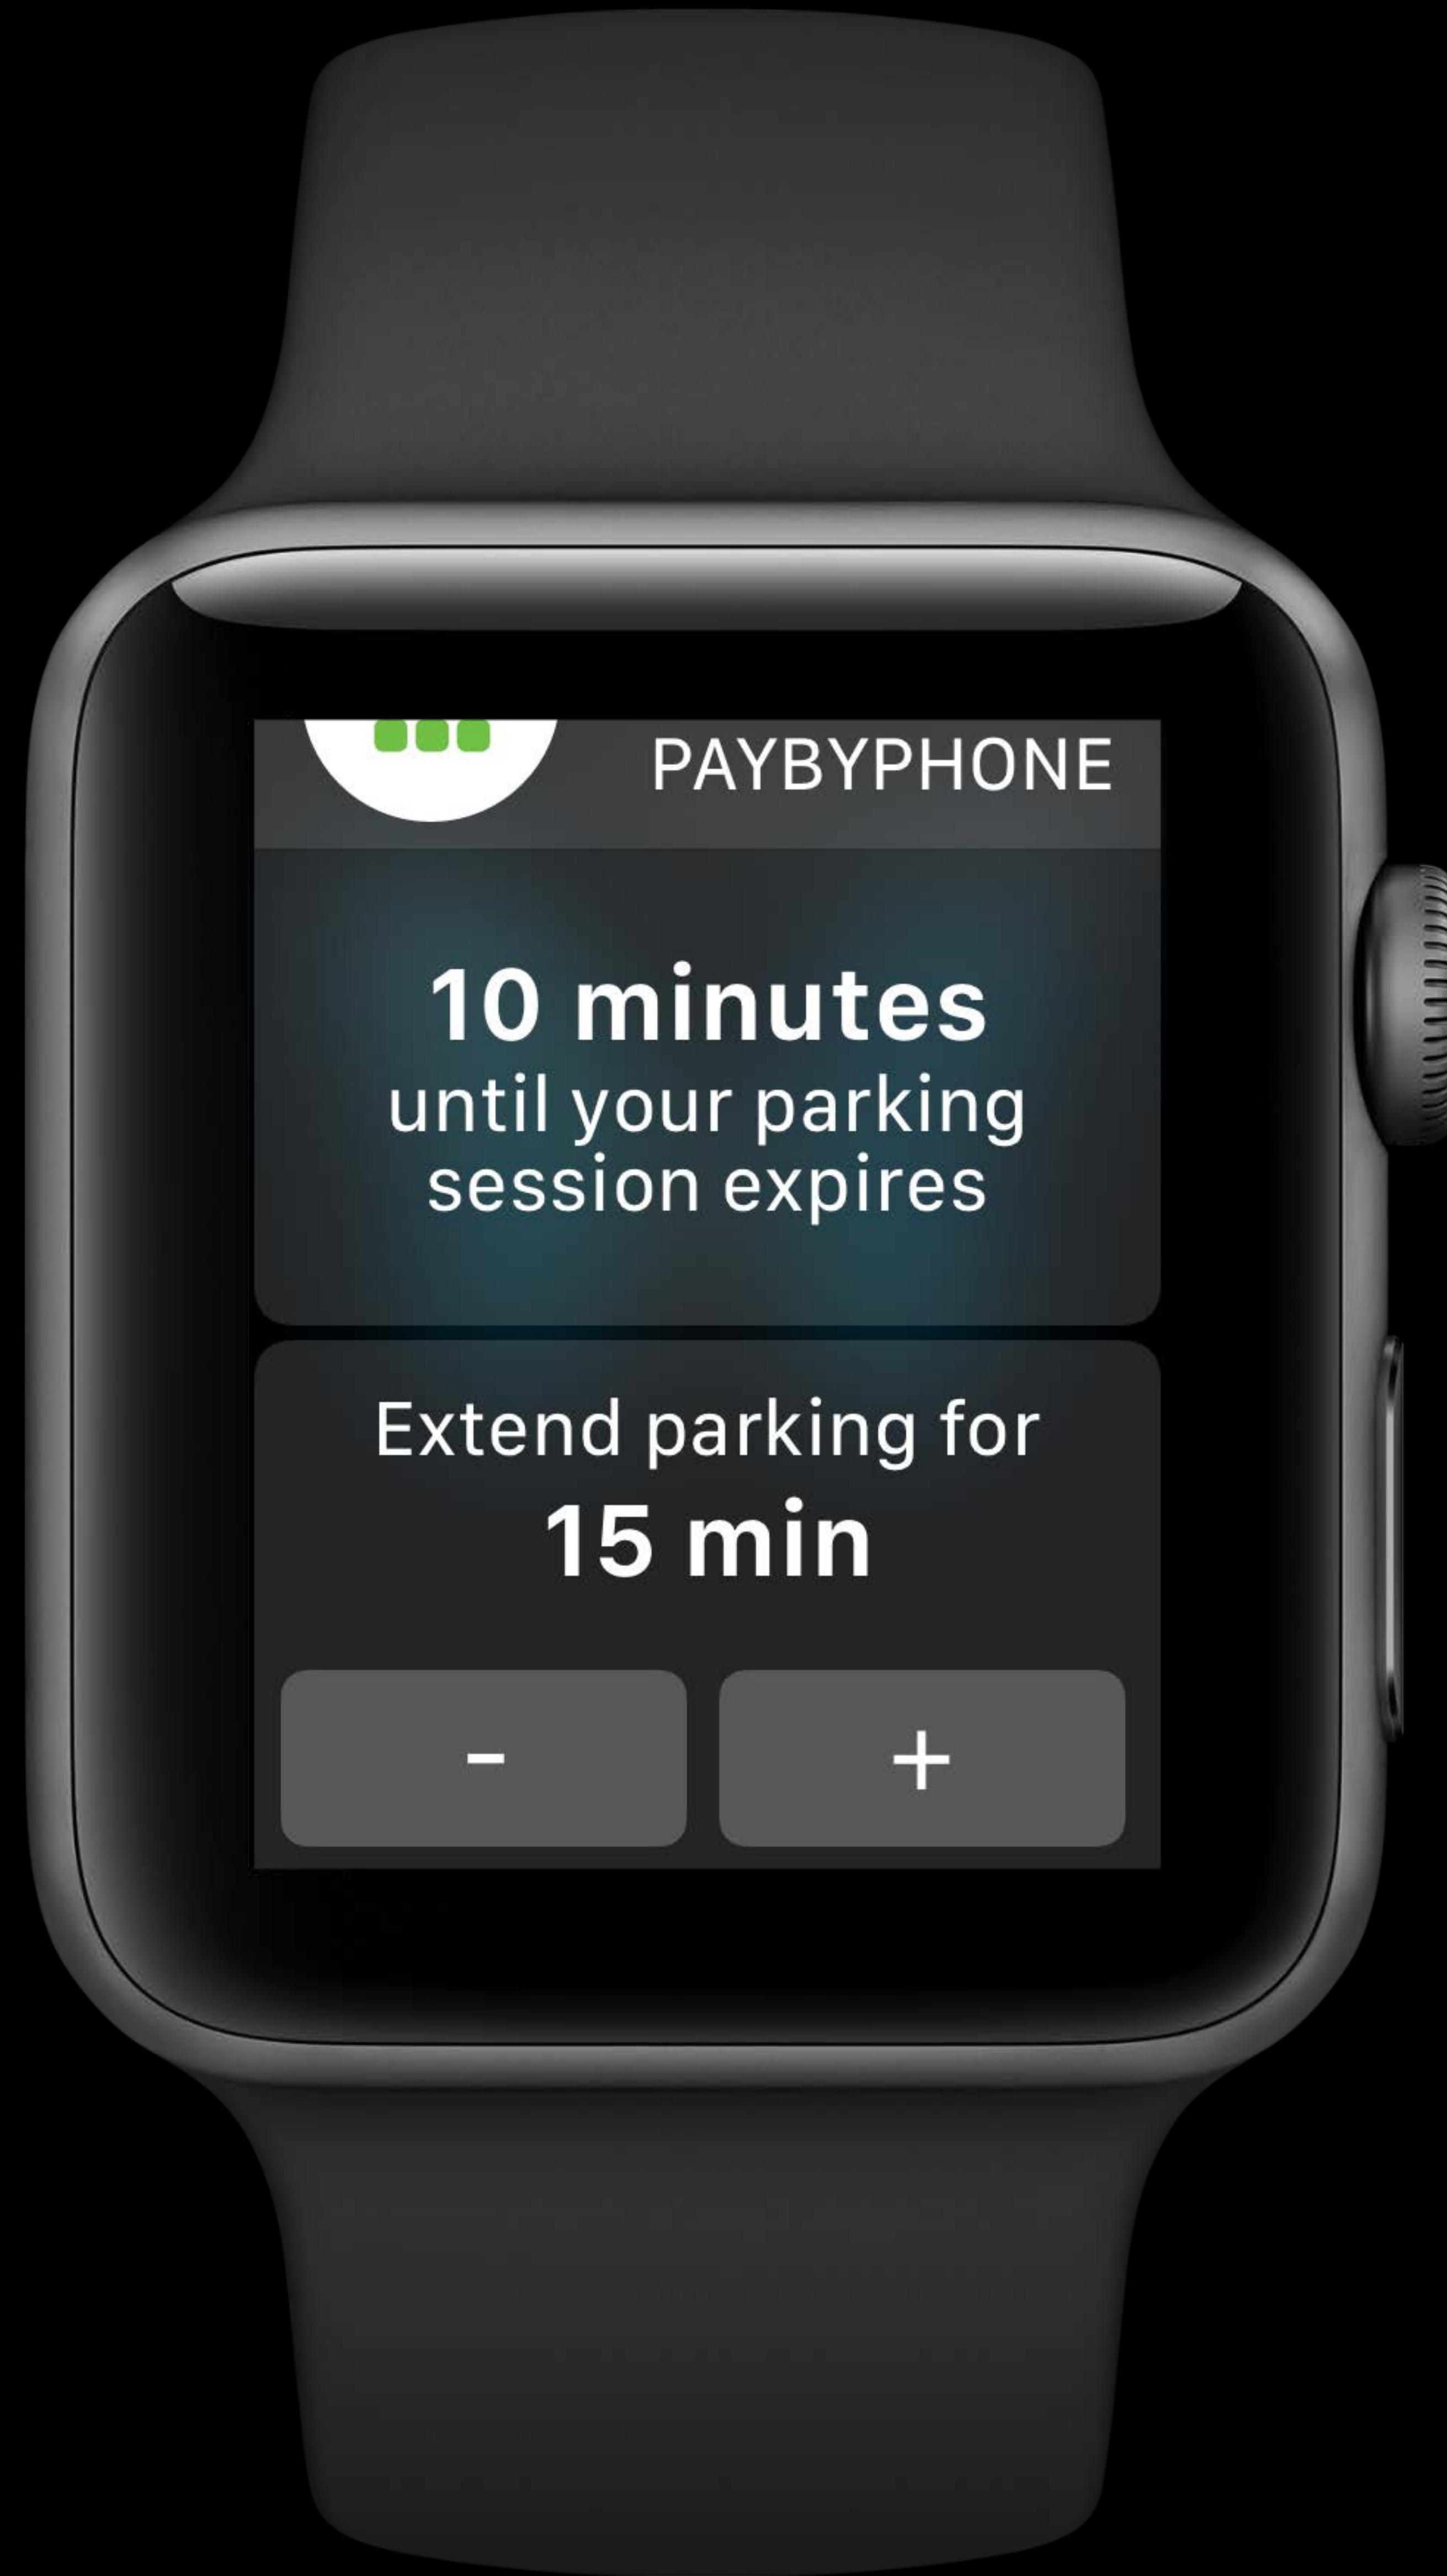 PAYBYPHONE
10 minutes
until your parking
session expires
Extend parking for
15 min
-
+